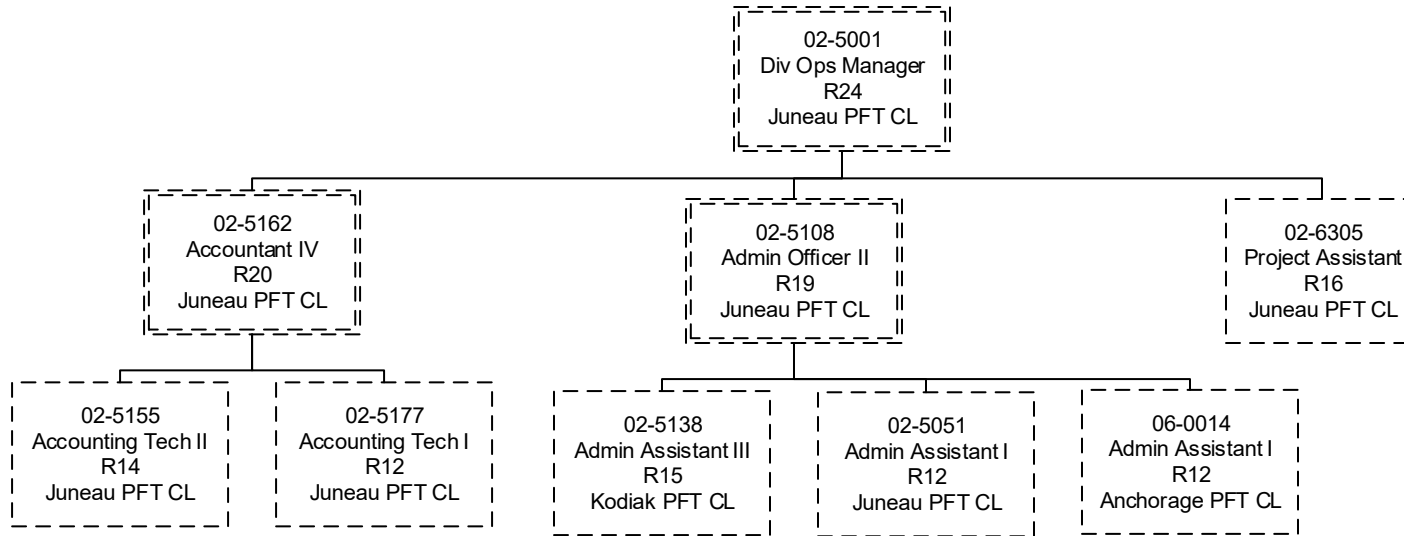 02-5001
Div Ops Manager
R24
Juneau PFT CL
02-5162
Accountant IV
R20
Juneau PFT CL
02-5108
Admin Officer II
R19
Juneau PFT CL
02-6305
Project Assistant
R16
Juneau PFT CL
02-5155
Accounting Tech II
R14
Juneau PFT CL
02-5177
Accounting Tech I
R12
Juneau PFT CL
02-5138
Admin Assistant III
R15
Kodiak PFT CL
02-5051
Admin Assistant I
R12
Juneau PFT CL
06-0014
Admin Assistant I
R12
Anchorage PFT CL